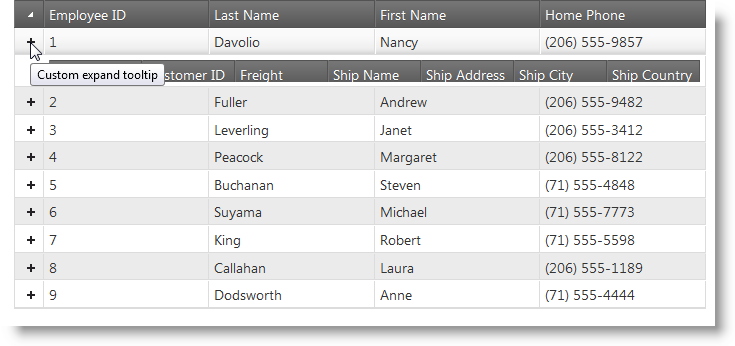 Employee ID Last Name First Name Home Phone
1 Davolio Nancy (206) 555-9857
Custom expand tooltip ustomer ID Freight Ship Name Ship Address Ship City Ship Country
2 Fuller Andrew (206) 555-9482
3 Leverling Janet (206) 555-3412
4 Peacock Margaret (206) 555-8122
5 Buchanan Steven (71) 555-4848
6 Suyama Michael (71) 555-7773
7 King Robert (71) 555-5598
8 Callahan Laura (206) 555-1189
9 Dodsworth Anne (71) 555-4444